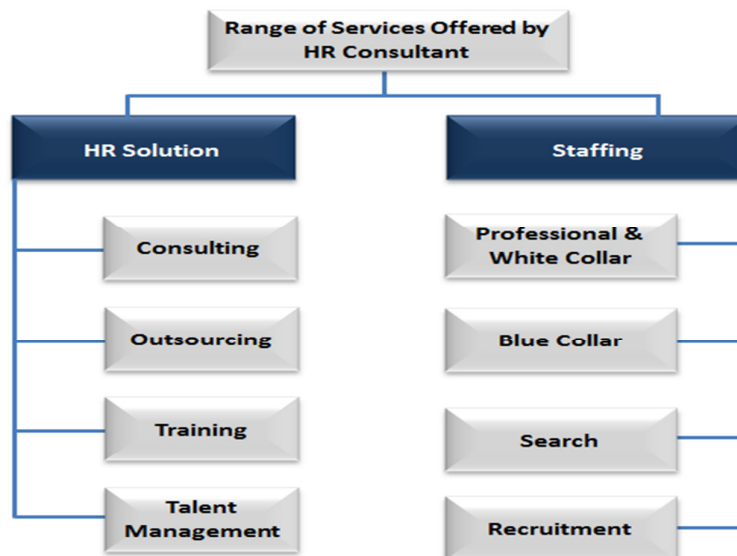 Range of Services Offered by
HR Consultant
HR Solution
Consulting
Outsourcing
Training
Talent
Management
Staffing
Professional &
White Collar
Blue Collar
Search
Recruitment